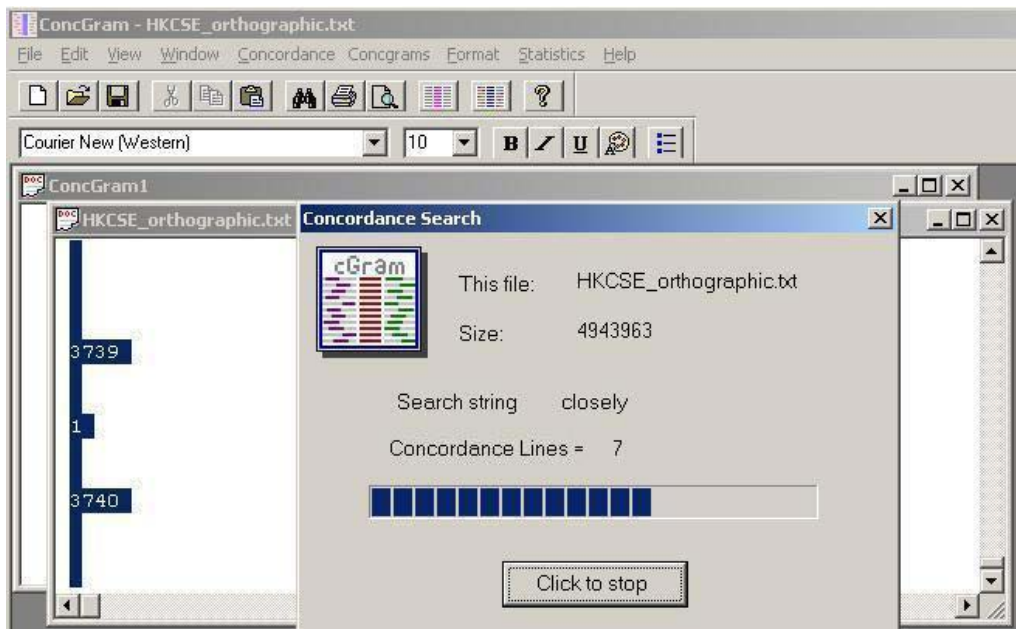 ConcGram - HKCSE_orthographic.txt
File Edit View Window Concordance Concgrams Format Statistics Help
Courier New (Western) 10 B I U A
DOC ConcGram1
DOC HKCSE_orthographic.txt
Concordance Search
cGram
This file: HKCSE_orthographic.txt
Size: 4943963
Search string closely
Concordance Lines = 7
Click to stop
3739
1
3740